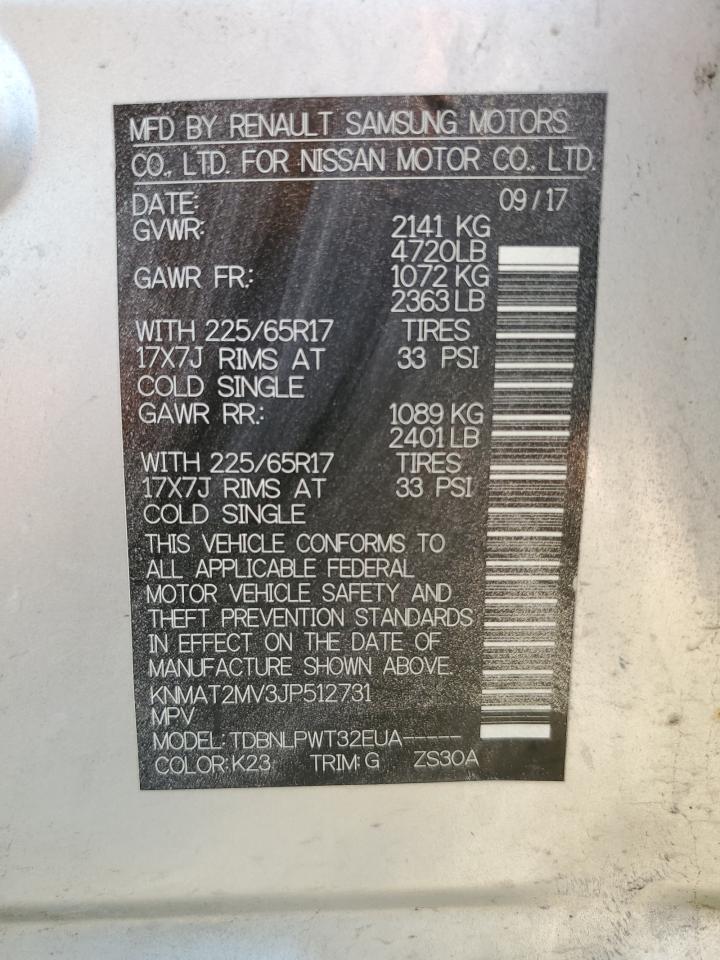 MFD BY RENAULT SAMSUNG MOTORS
CO., LTD. FOR NISSAN MOTOR CO., LTD.
DATE: 09/17
GVWR: 2141 KG
4720LB
GAWR FR.: 1072 KG
2363 LB
WITH 225/65R17 TIRES
17X7J RIMS AT 33 PSI
COLD SINGLE
GAWR RR.: 1089 KG
2401 LB
WITH 225/65R17 TIRES
17X7J RIMS AT 33 PSI
COLD SINGLE
THIS VEHICLE CONFORMS TO
ALL APPLICABLE FEDERAL
MOTOR VEHICLE SAFETY AND
THEFT PREVENTION STANDARDS
IN EFFECT ON THE DATE OF
MANUFACTURE SHOWN ABOVE.
KNMAT2MV3JP512731
MPV
MODEL: TDBNLPWT32EUA-----
COLOR: K23 TRIM: G ZS30A